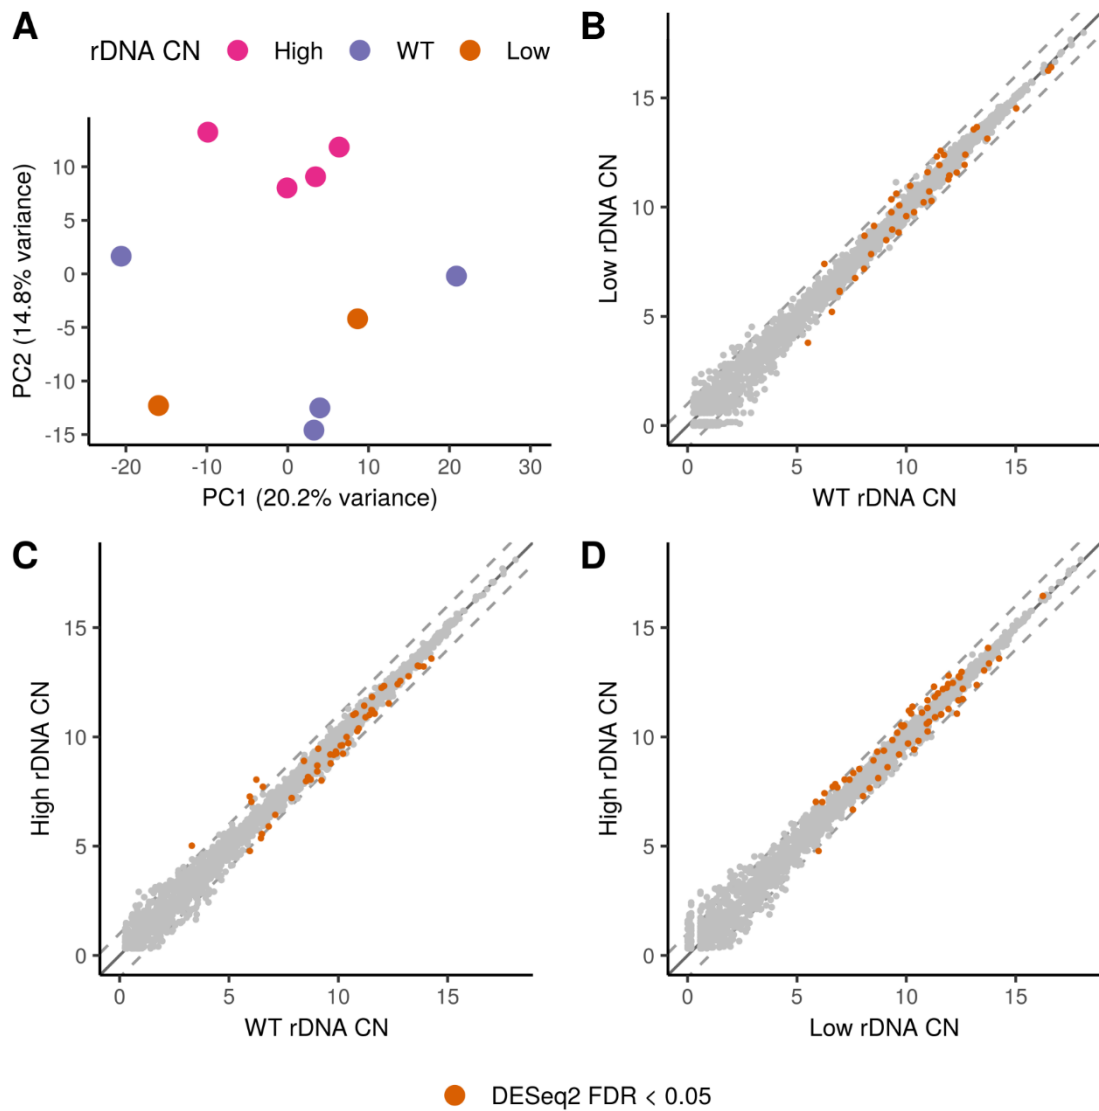 A
rDNA CN High WT Low
PC2 (14.8% variance)
10
5
0
-5
-10
-15
-20 -10 0 10 20 30
PC1 (20.2% variance)
B
Low rDNA CN
15
10
5
0
0 5 10 15
WT rDNA CN
C
High rDNA CN
15
10
5
0
0 5 10 15
WT rDNA CN
D
High rDNA CN
15
10
5
0
0 5 10 15
Low rDNA CN
DESeq2 FDR < 0.05